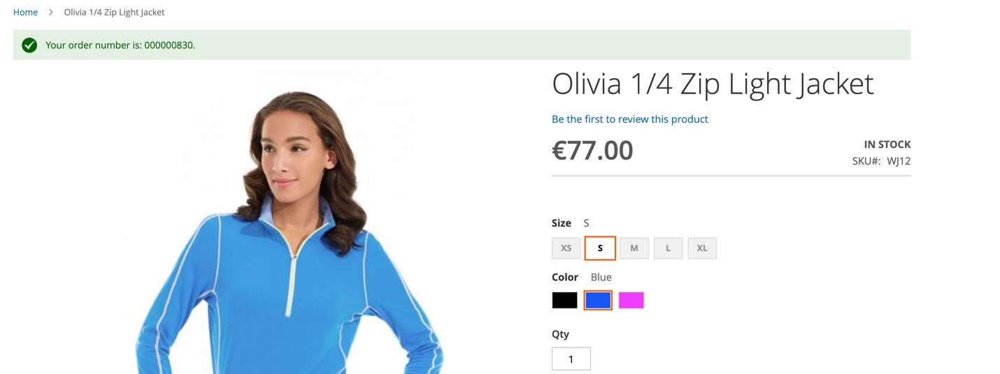 Home > Olivia 1/4 Zip Light Jacket
Your order number is: 000000830.
Olivia 1/4 Zip Light Jacket
Be the first to review this product
€77.00
IN STOCK
SKU#: WJ12
Size S
XS S M L XL
Color Blue
Qty
1